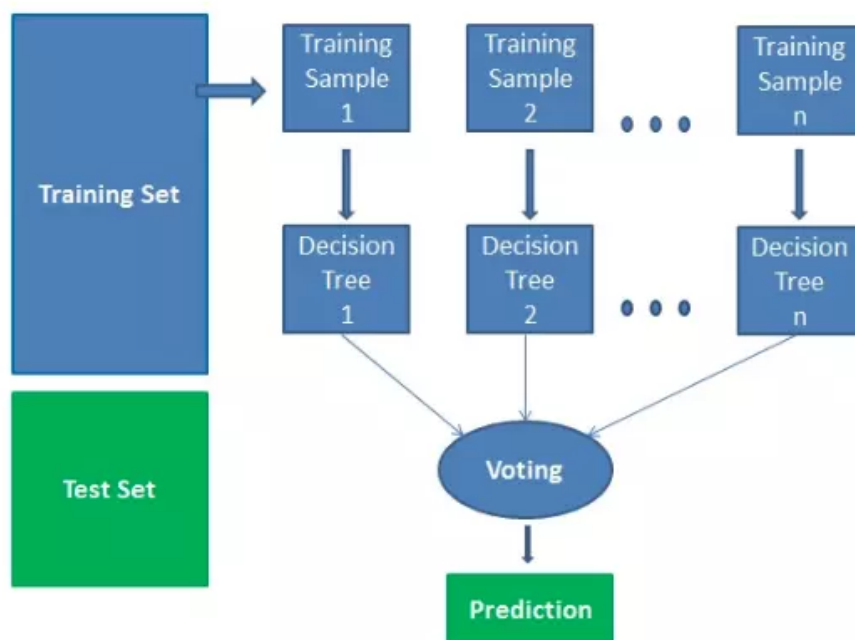 Training Set
Training
Sample
1
Training
Sample
2
Training
Sample
n
Decision
Tree
1
Decision
Tree
2
Decision
Tree
n
Test Set
Voting
Prediction